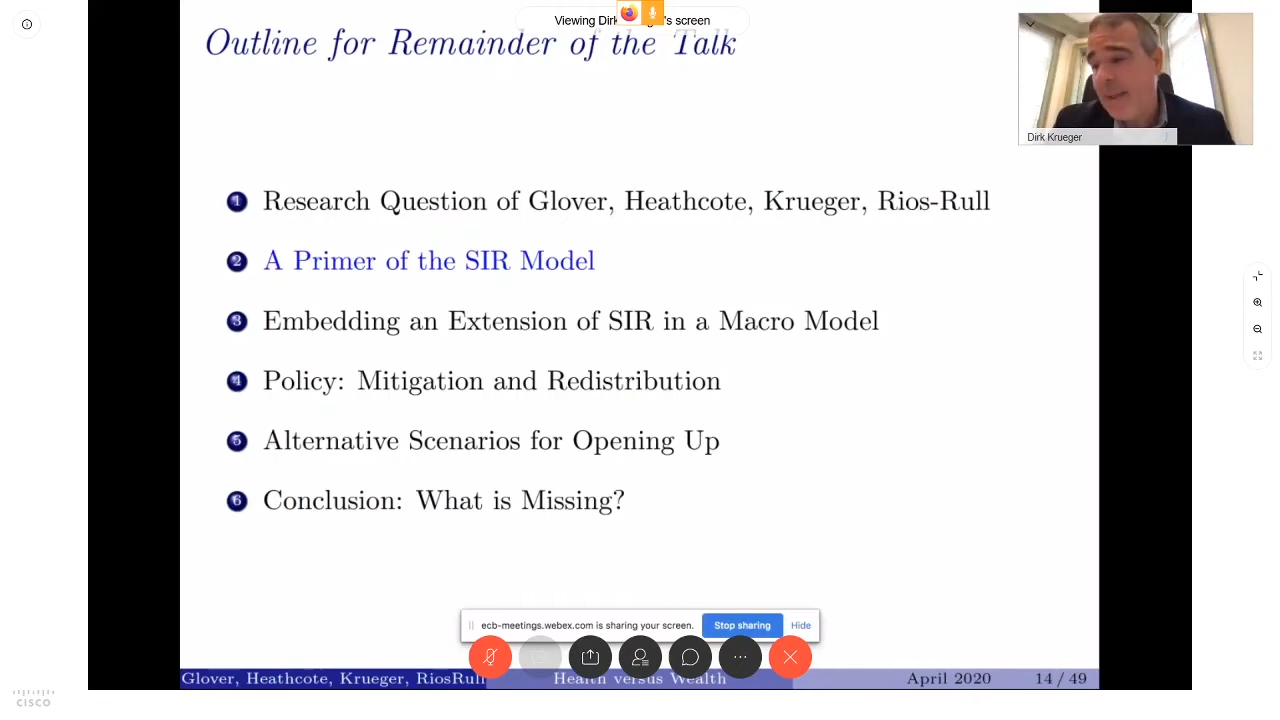 Viewing Dirk 's screen
Outline for Remainder of the Talk
Dirk Krueger
1 Research Question of Glover, Heathcote, Krueger, Rios-Rull
2 A Primer of the SIR Model
3 Embedding an Extension of SIR in a Macro Model
4 Policy: Mitigation and Redistribution
5 Alternative Scenarios for Opening Up
6 Conclusion: What is Missing?
ecb-meetings.webex.com is sharing your screen. Stop sharing Hide
Glover, Heathcote, Krueger, RiosRull Health versus Wealth April 2020 14 / 49
CISCO